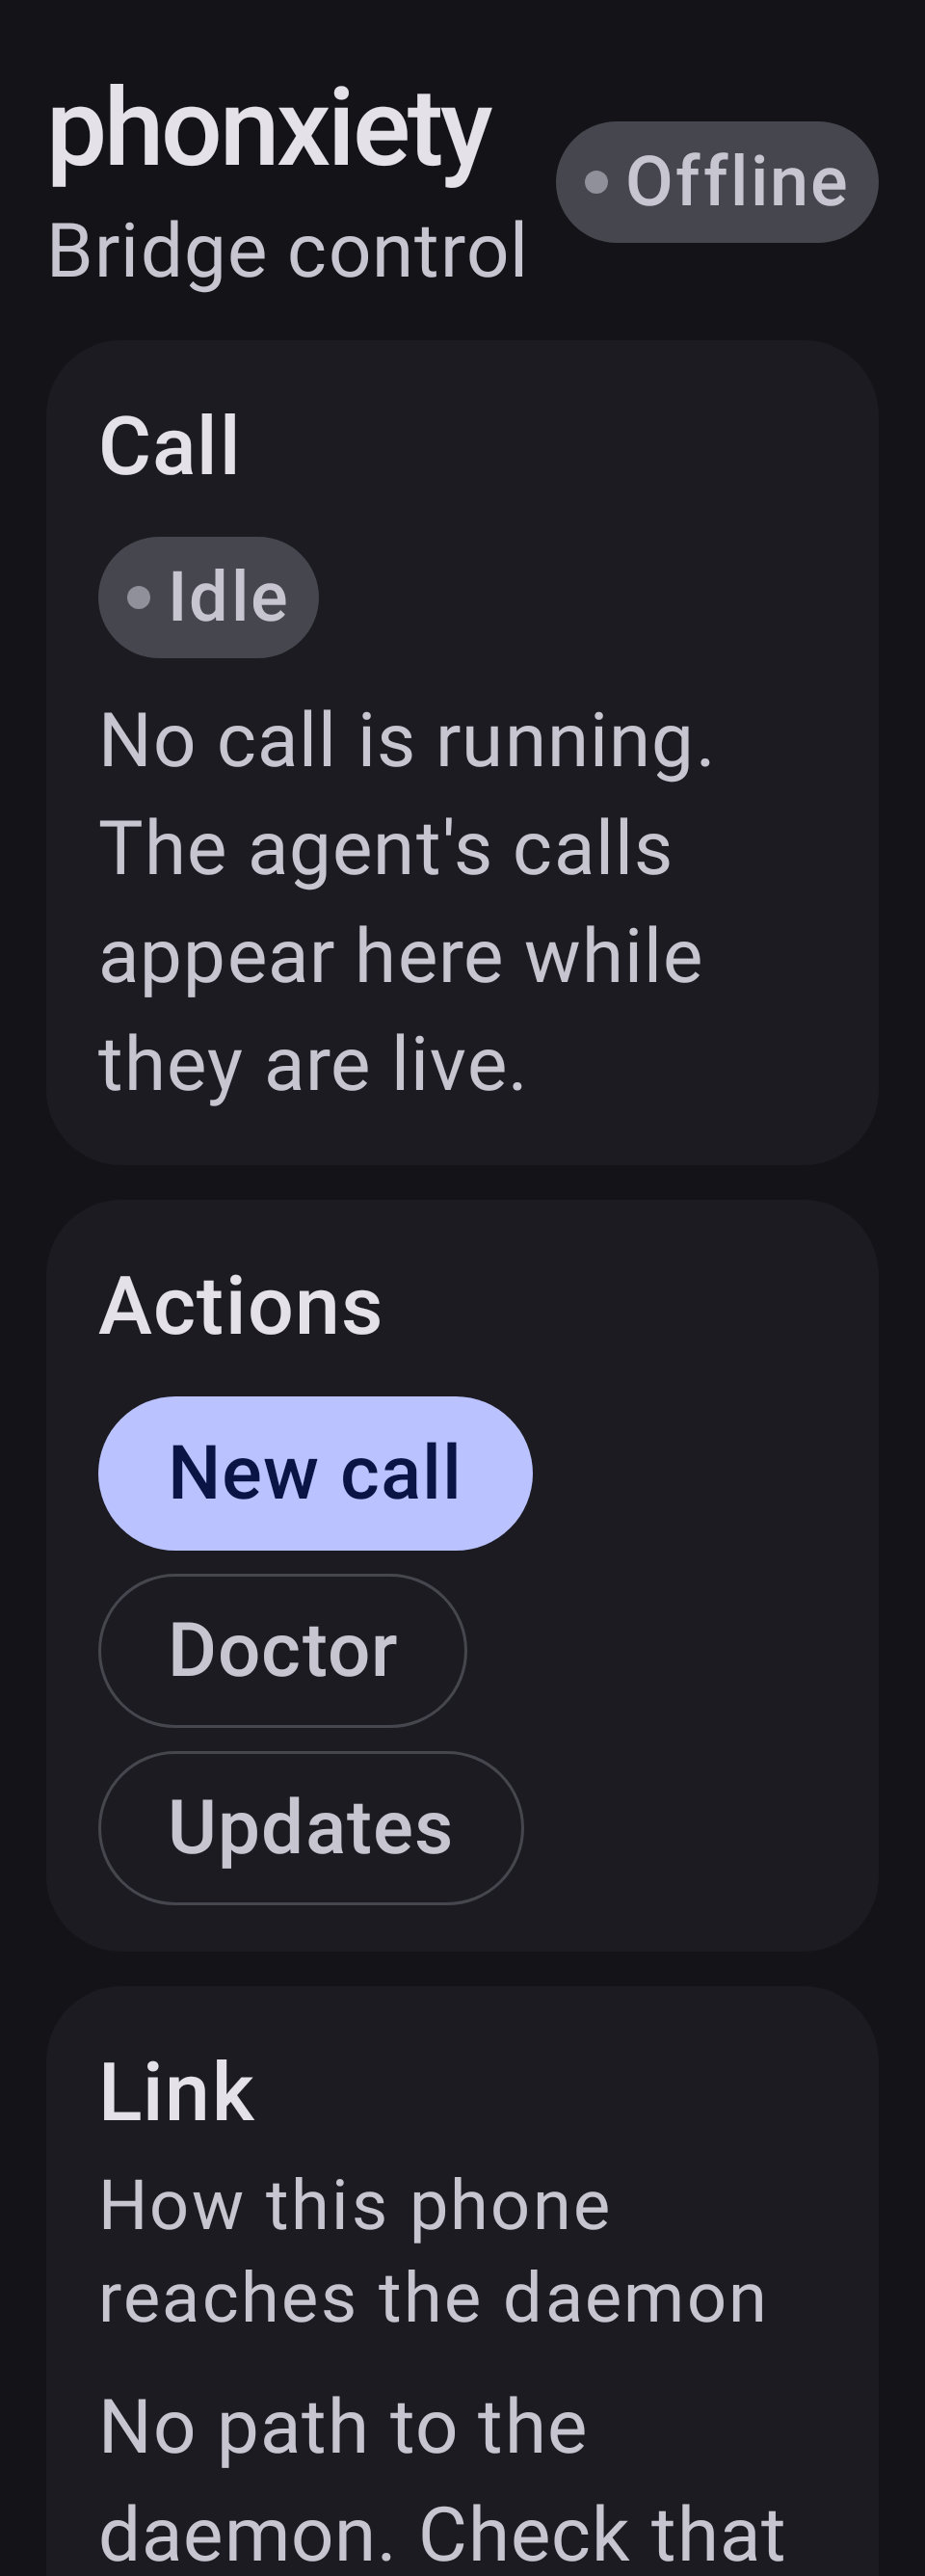 phonxiety
Bridge control
Offline
Call
Idle
No call is running.
The agent's calls
appear here while
they are live.
Actions
New call
Doctor
Updates
Link
How this phone
reaches the daemon
No path to the
daemon. Check that